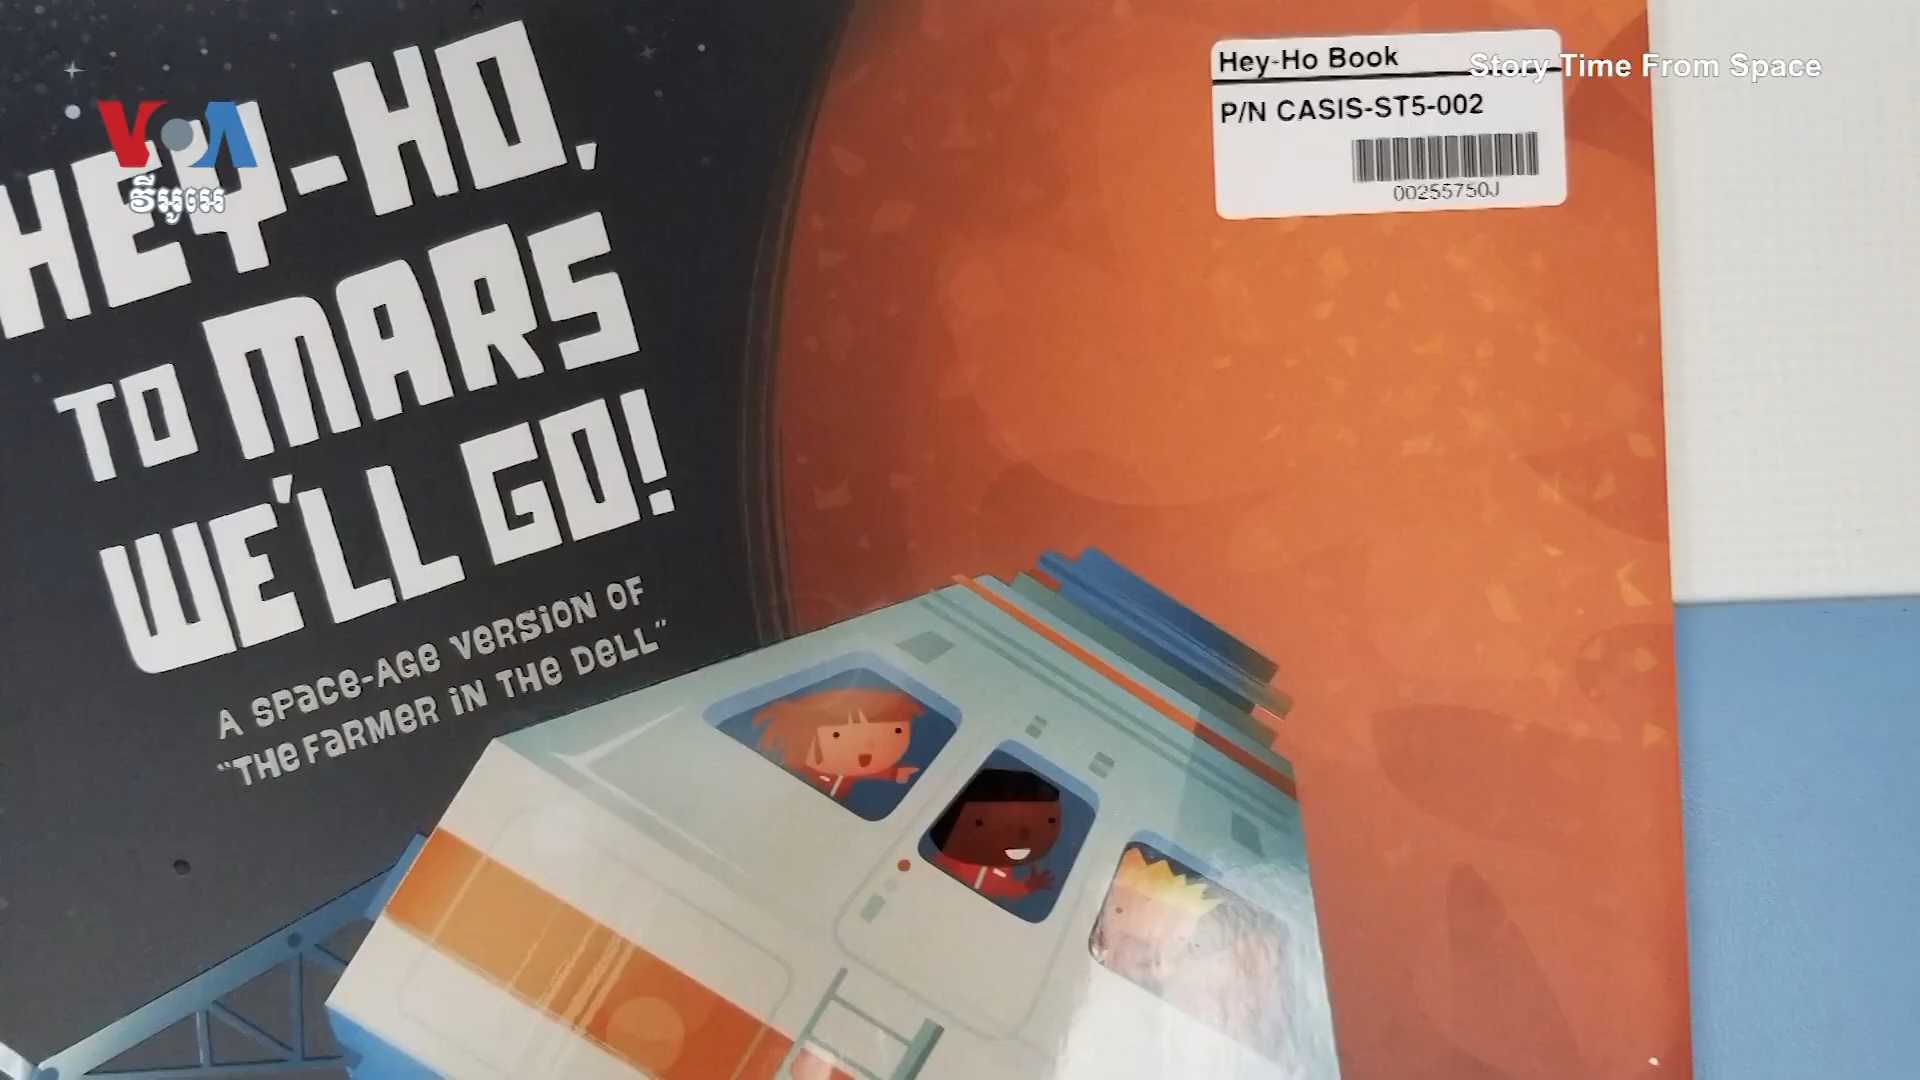 HEY-HO,
TO MARS
WE'LL GO!
A SPACE-AGE VERSION OF
"THE FARMER IN THE DELL"
Hey-Ho Book
P/N CASIS-ST5-002
00255750J
Story Time From Space
VOA
វីអូអេ